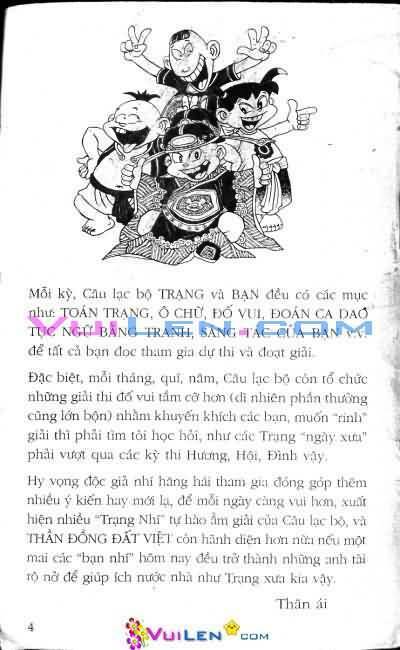 Mỗi kỳ, Câu lạc bộ TRẠNG và BẠN đều có các mục
như: TOÁN TRẠNG, Ô CHỮ, ĐỐ VUI, ĐOÁN CA DAO
TỤC NGỮ BẰNG TRANH, SÁNG TÁC CỦA BẠN v.v.
để tất cả bạn đọc tham gia dự thi và đoạt giải.
VUILEN.COM
Đặc biệt, mỗi tháng, quí, năm, Câu lạc bộ còn tổ chức
những giải thi đố vui tầm cỡ hơn (dĩ nhiên phần thưởng
cũng lớn bộn) nhằm khuyến khích các bạn, muốn "rinh"
giải thì phải tìm tòi học hỏi, như các Trạng "ngày xưa"
phải vượt qua các kỳ thi Hương, Hội, Đình vậy.
Hy vọng độc giả nhí hăng hái tham gia đóng góp thêm
nhiều ý kiến hay mới lạ, để mỗi ngày càng vui hơn, xuất
hiện nhiều "Trạng Nhí" tự hào ẵm giải của Câu lạc bộ, và
THẦN ĐỒNG ĐẤT VIỆT còn hãnh diện hơn nữa nếu một
mai các "bạn nhí" hôm nay đều trở thành những anh tài
rộ nở để giúp ích nước nhà như Trạng xưa kia vậy.
Thân ái
4
VUILEN.COM